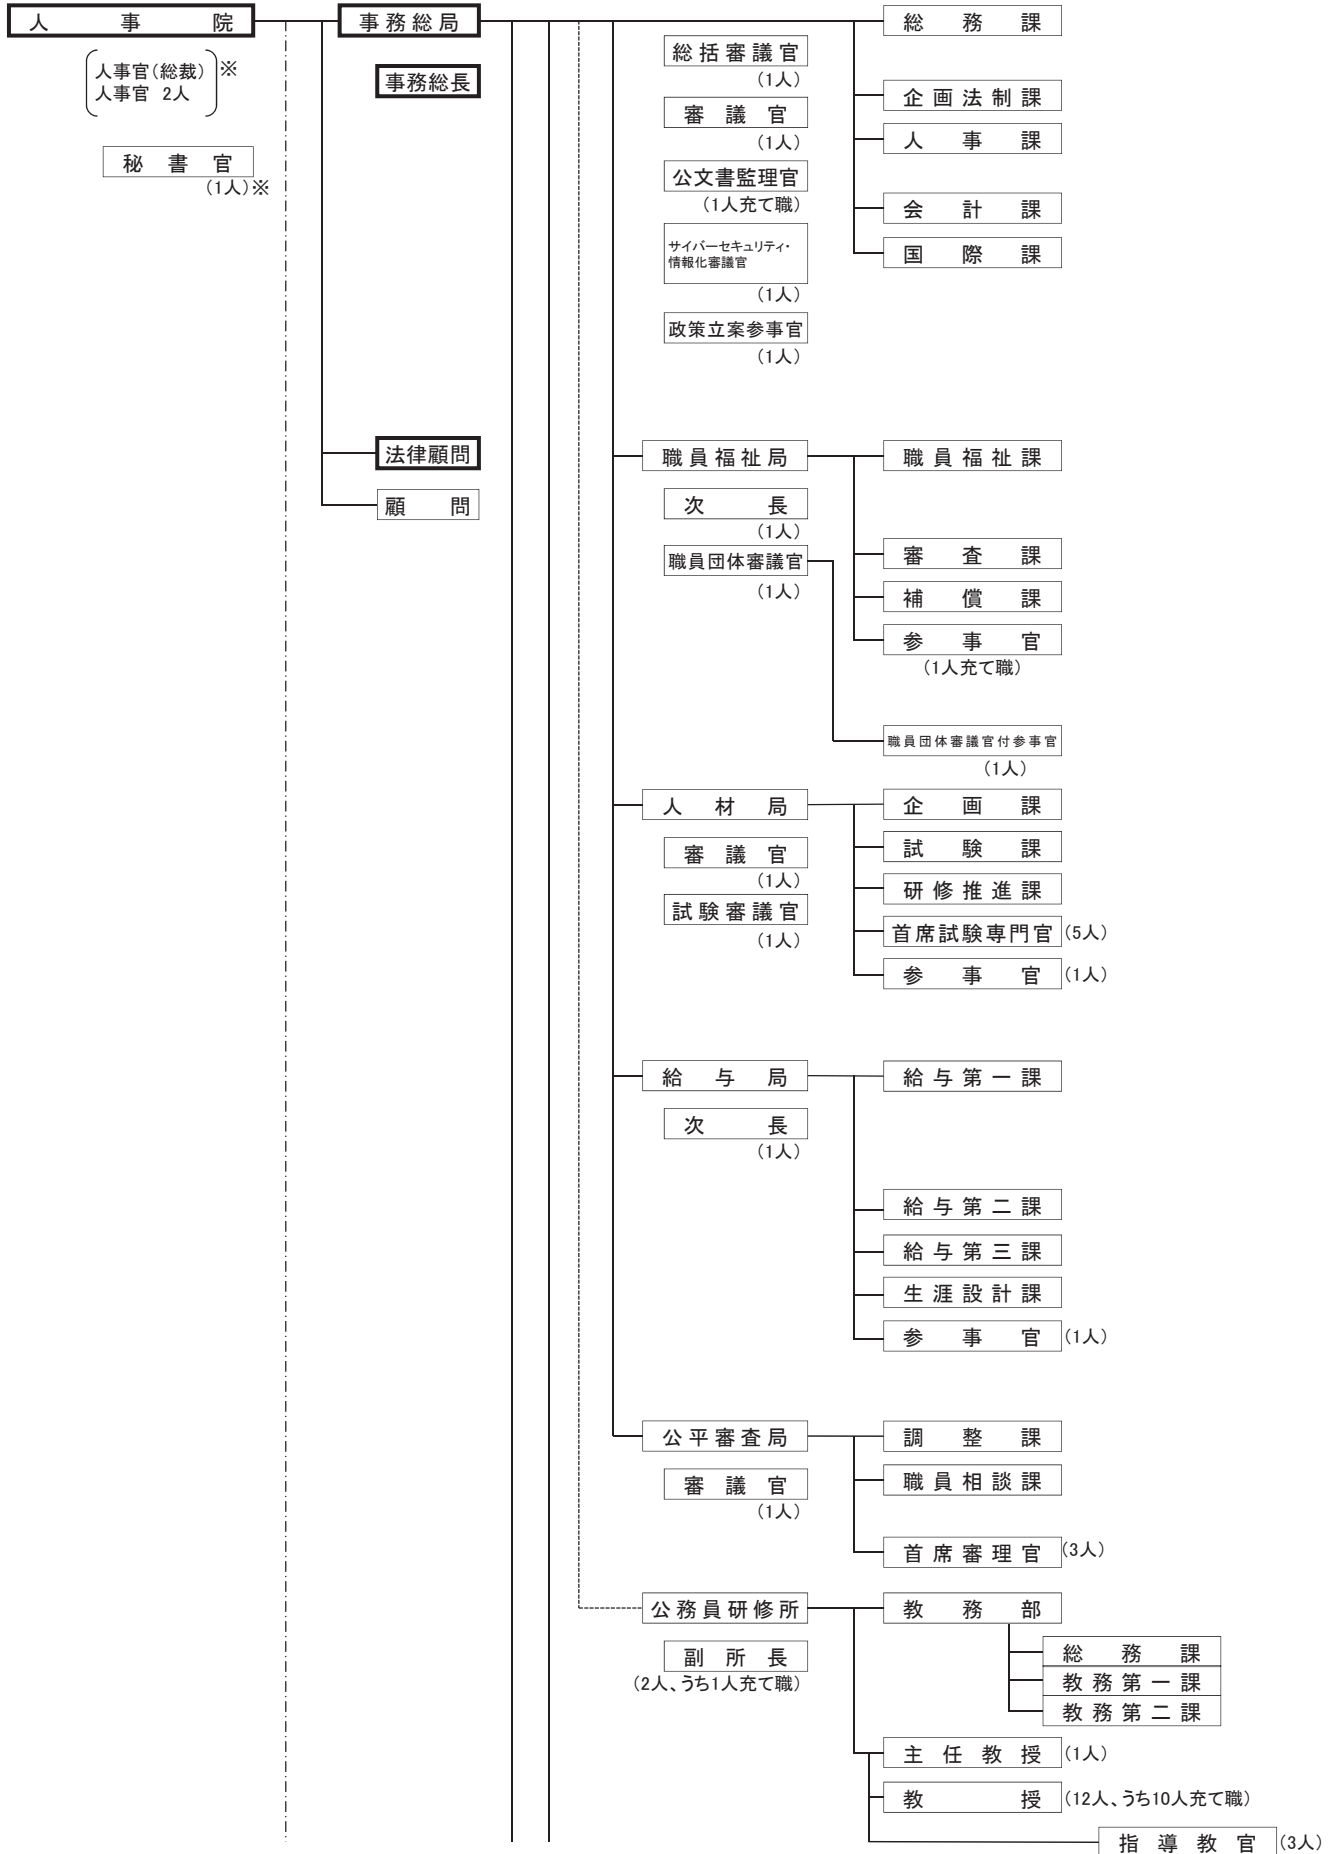 人事院
人事官(総裁)※
人事官 2人
秘書官
(1人)※
事務総局
事務総長
法律顧問
顧問
総括審議官
(1人)
審議官
(1人)
公文書監理官
(1人充て職)
サイバーセキュリティ・
情報化審議官
(1人)
政策立案参事官
(1人)
総務課
企画法制課
人事課
会計課
国際課
職員福祉局
次長
(1人)
職員団体審議官
(1人)
職員福祉課
審査課
補償課
参事官
(1人充て職)
職員団体審議官付参事官
(1人)
人材局
審議官
(1人)
試験審議官
(1人)
企画課
試験課
研修推進課
首席試験専門官 (5人)
参事官 (1人)
給与局
次長
(1人)
給与第一課
給与第二課
給与第三課
生涯設計課
参事官 (1人)
公平審査局
審議官
(1人)
調整課
職員相談課
首席審理官 (3人)
公務員研修所
副所長
(2人、うち1人充て職)
教務部
総務課
教務第一課
教務第二課
主任教授 (1人)
教授 (12人、うち10人充て職)
指導教官 (3人)